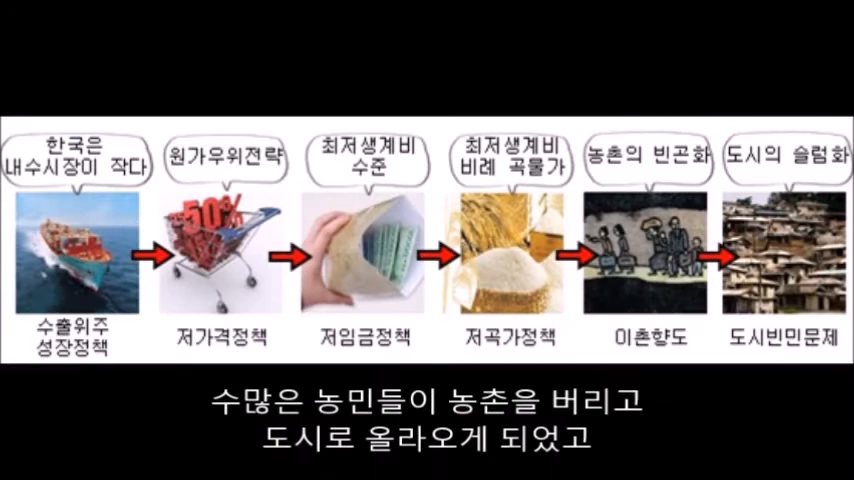 한국은
내수시장이 작다
원가우위전략
최저생계비
수준
최저생계비
비례 곡물가
농촌의 빈곤화
도시의 슬럼화
50%
수출위주
성장정책
저가격정책
저임금정책
저곡가정책
이촌향도
도시빈민문제
수많은 농민들이 농촌을 버리고
도시로 올라오게 되었고